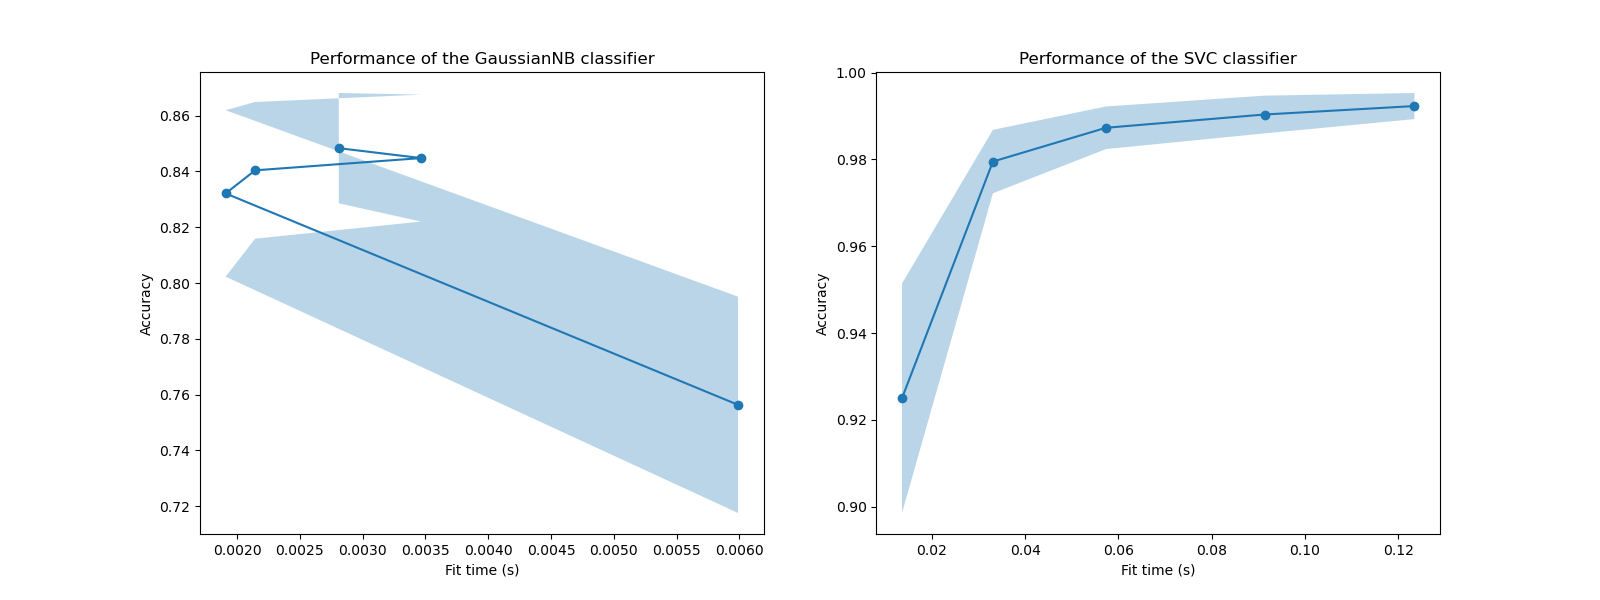 Performance of the GaussianNB classifier
Accuracy
0.86
0.84
0.82
0.80
0.78
0.76
0.74
0.72
0.0020 0.0025 0.0030 0.0035 0.0040 0.0045 0.0050 0.0055 0.0060
Fit time (s)
Performance of the SVC classifier
Accuracy
1.00
0.98
0.96
0.94
0.92
0.90
0.02 0.04 0.06 0.08 0.10 0.12
Fit time (s)